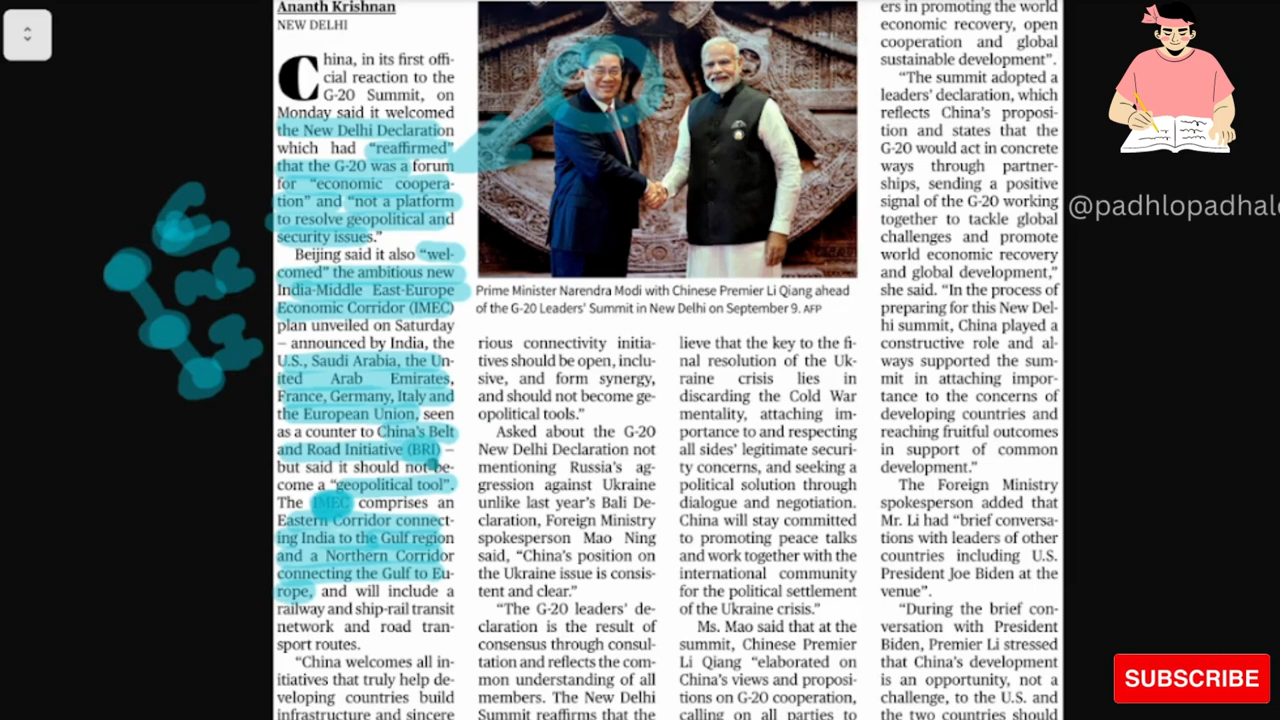 Ananth Krishnan
NEW DELHI
China, in its first offi-
cial reaction to the
G-20 Summit, on
Monday said it welcomed
the New Delhi Declaration
which had “reaffirmed”
that the G-20 was a forum
for “economic coopera-
tion” and “not a platform
to resolve geopolitical and
security issues.”
Beijing said it also “wel-
comed” the ambitious new
India-Middle East-Europe
Economic Corridor (IMEC)
plan unveiled on Saturday
– announced by India, the
U.S., Saudi Arabia, the Un-
ited Arab Emirates,
France, Germany, Italy and
the European Union, seen
as a counter to China’s Belt
and Road Initiative (BRI) –
but said it should not be-
come a “geopolitical tool”.
The IMEC comprises an
Eastern Corridor connect-
ing India to the Gulf region
and a Northern Corridor
connecting the Gulf to Eu-
rope, and will include a
railway and ship-rail transit
network and road tran-
sport routes.
“China welcomes all in-
itiatives that truly help de-
veloping countries build
infrastructure and sincere
Prime Minister Narendra Modi with Chinese Premier Li Qiang ahead
of the G-20 Leaders’ Summit in New Delhi on September 9. AFP
rious connectivity initia-
tives should be open, inclu-
sive, and form synergy,
and should not become ge-
opolitical tools.”
Asked about the G-20
New Delhi Declaration not
mentioning Russia’s ag-
gression against Ukraine
unlike last year’s Bali De-
claration, Foreign Ministry
spokesperson Mao Ning
said, “China’s position on
the Ukraine issue is consis-
tent and clear.”
“The G-20 leaders’ de-
claration is the result of
consensus through consul-
tation and reflects the com-
mon understanding of all
members. The New Delhi
Summit reaffirms that the
lieve that the key to the fi-
nal resolution of the Uk-
raine crisis lies in
discarding the Cold War
mentality, attaching im-
portance to and respecting
all sides’ legitimate securi-
ty concerns, and seeking a
political solution through
dialogue and negotiation.
China will stay committed
to promoting peace talks
and work together with the
international community
for the political settlement
of the Ukraine crisis.”
Ms. Mao said that at the
summit, Chinese Premier
Li Qiang “elaborated on
China’s views and proposi-
tions on G-20 cooperation,
calling on all parties to
ers in promoting the world
economic recovery, open
cooperation and global
sustainable development”.
“The summit adopted a
leaders’ declaration, which
reflects China’s proposi-
tion and states that the
G-20 would act in concrete
ways through partner-
ships, sending a positive
signal of the G-20 working
together to tackle global
challenges and promote
world economic recovery
and global development,”
she said. “In the process of
preparing for this New Del-
hi summit, China played a
constructive role and al-
ways supported the sum-
mit in attaching impor-
tance to the concerns of
developing countries and
reaching fruitful outcomes
in support of common
development.”
The Foreign Ministry
spokesperson added that
Mr. Li had “brief conversa-
tions with leaders of other
countries including U.S.
President Joe Biden at the
venue”.
“During the brief con-
versation with President
Biden, Premier Li stressed
that China’s development
is an opportunity, not a
challenge, to the U.S. and
the two countries should
@padhlopadhalo
SUBSCRIBE